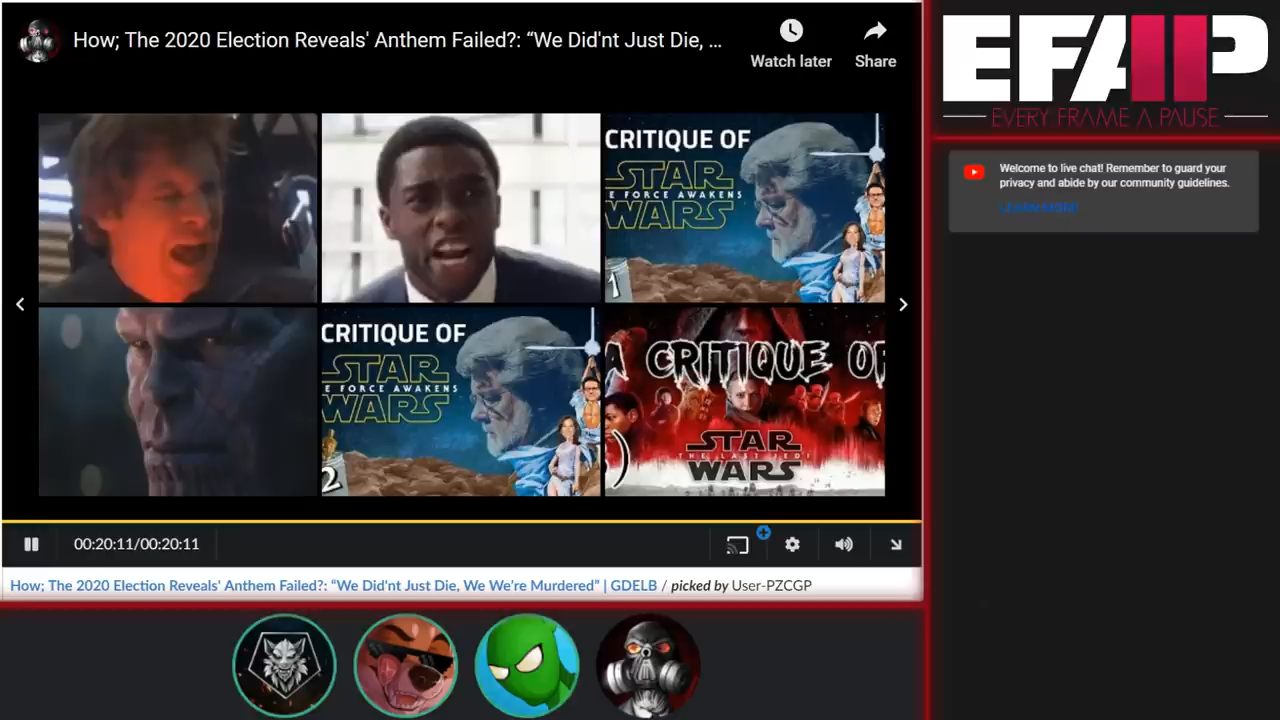 How; The 2020 Election Reveals' Anthem Failed?: “We Did'nt Just Die, ...
Watch later
Share
EFAP
EVERY FRAME A PAUSE
Welcome to live chat! Remember to guard your
privacy and abide by our community guidelines.
LEARN MORE
CRITIQUE OF
STAR
E FORCE AWAKENS
WARS
1
CRITIQUE OF
STAR
E FORCE AWAKENS
WARS
2
A CRITIQUE OF
STAR
THE LAST JEDI
WARS
)
00:20:11/00:20:11
How; The 2020 Election Reveals' Anthem Failed?: “We Did'nt Just Die, We We're Murdered” | GDELB / picked by User-PZCGP